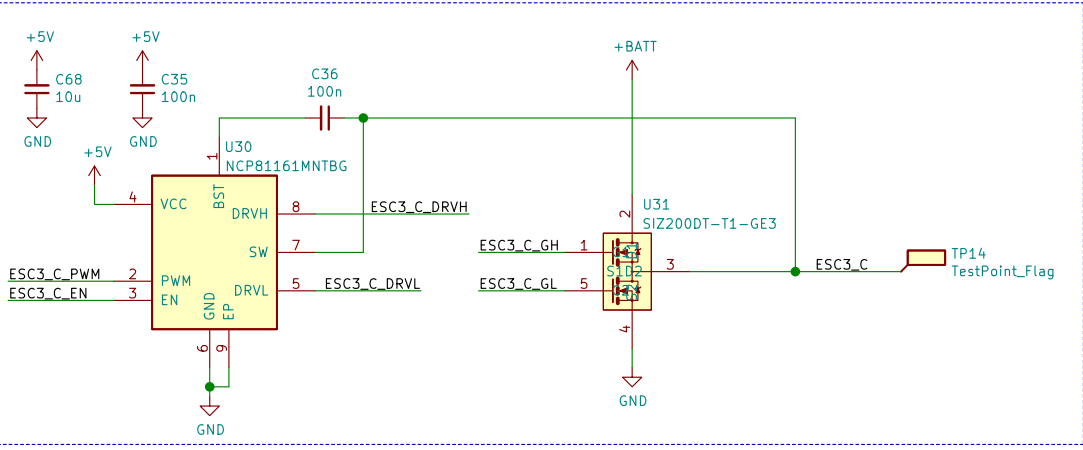 +5V
+5V
C68
10u
C35
100n
GND
GND
C36
100n
+BATT
+5V
U30
NCP81161MNTBG
1
BST
4
VCC
DRVH
8
ESC3_C_DRVH
SW
7
ESC3_C_PWM
2
PWM
ESC3_C_EN
3
EN
DRVL
5
ESC3_C_DRVL
GND
EP
6
9
GND
U31
SIZ200DT-T1-GE3
2
ESC3_C_GH
1
S1D2
3
ESC3_C_GL
5
4
GND
ESC3_C
TP14
TestPoint_Flag